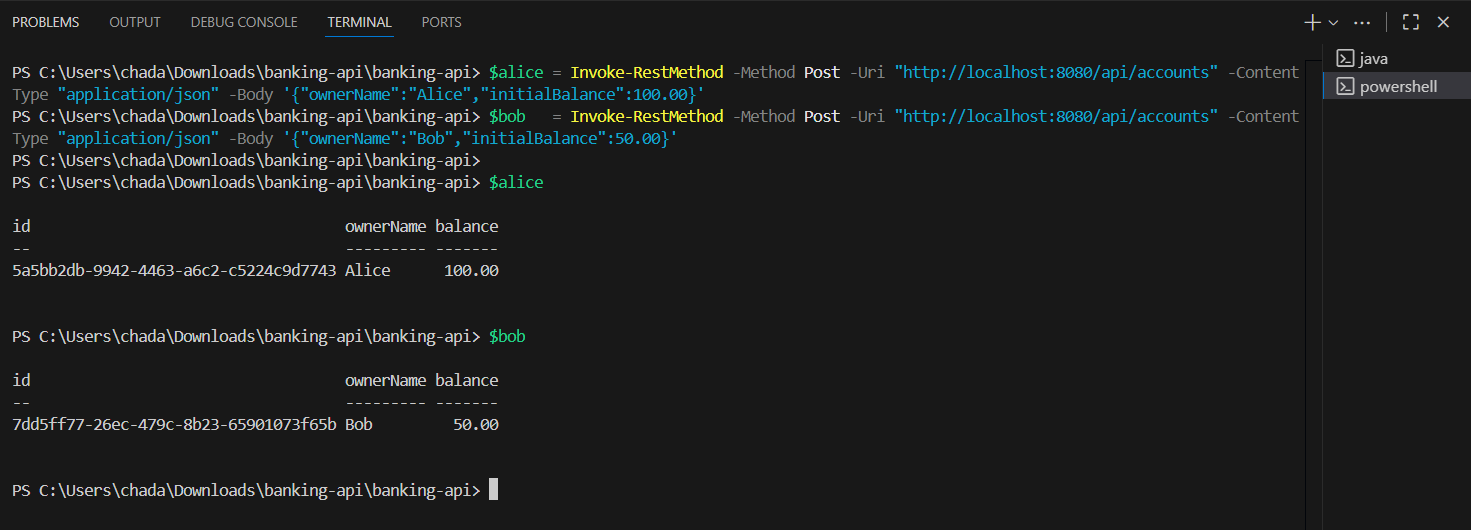 PROBLEMS OUTPUT DEBUG CONSOLE TERMINAL PORTS
PS C:\Users\chada\Downloads\banking-api\banking-api> $alice = Invoke-RestMethod -Method Post -Uri "http://localhost:8080/api/accounts" -Content
Type "application/json" -Body '{"ownerName":"Alice","initialBalance":100.00}'
PS C:\Users\chada\Downloads\banking-api\banking-api> $bob   = Invoke-RestMethod -Method Post -Uri "http://localhost:8080/api/accounts" -Content
Type "application/json" -Body '{"ownerName":"Bob","initialBalance":50.00}'
PS C:\Users\chada\Downloads\banking-api\banking-api>
PS C:\Users\chada\Downloads\banking-api\banking-api> $alice
id                                   ownerName balance
--                                   --------- -------
5a5bb2db-9942-4463-a6c2-c5224c9d7743 Alice      100.00
PS C:\Users\chada\Downloads\banking-api\banking-api> $bob
id                                   ownerName balance
--                                   --------- -------
7dd5ff77-26ec-479c-8b23-65901073f65b Bob         50.00
PS C:\Users\chada\Downloads\banking-api\banking-api>
java
powershell